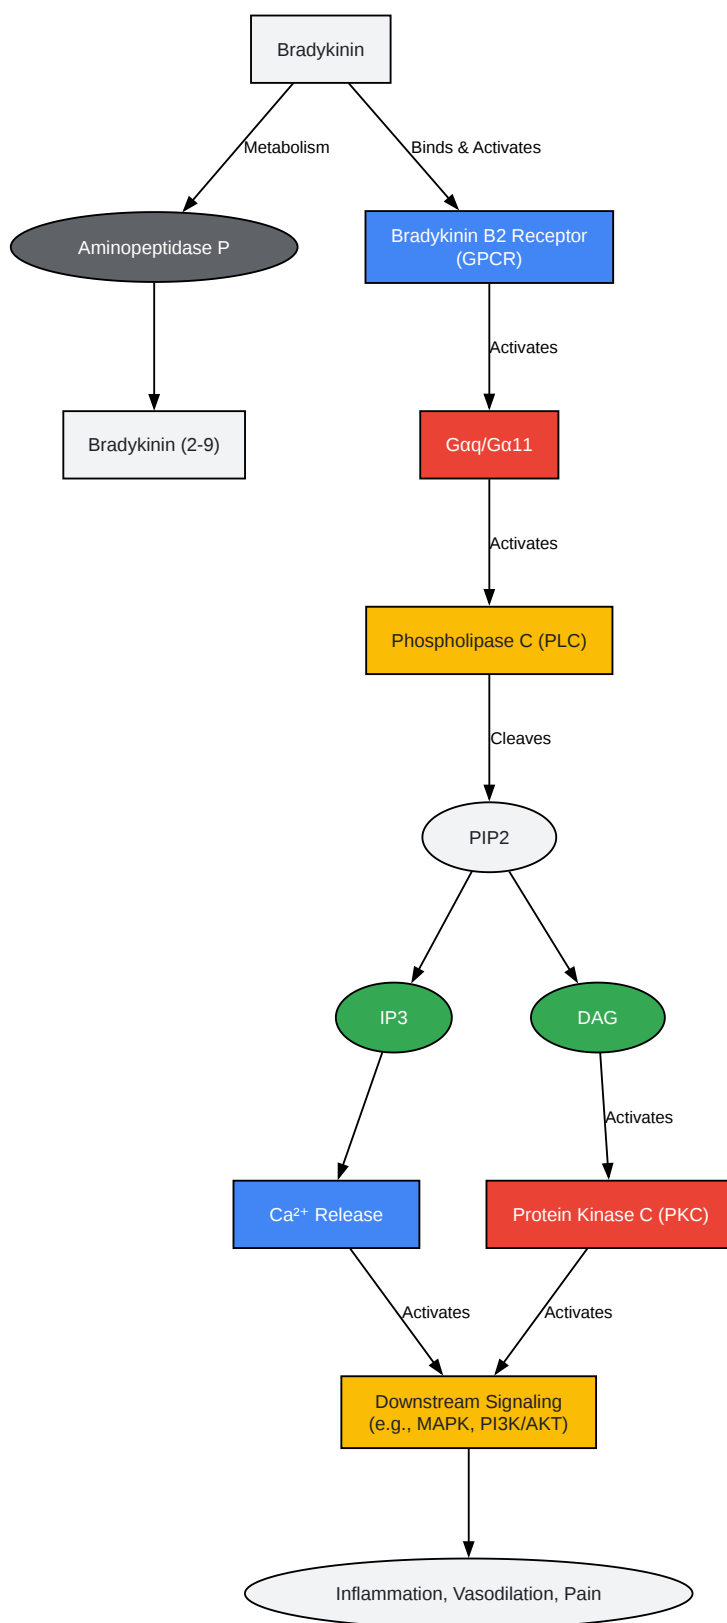 Bradykinin
Metabolism
Binds & Activates
Aminopeptidase P
Bradykinin B2 Receptor
(GPCR)
Activates
Bradykinin (2-9)
Gαq/Gα11
Activates
Phospholipase C (PLC)
Cleaves
PIP2
IP3
DAG
Activates
Ca²⁺ Release
Protein Kinase C (PKC)
Activates
Activates
Downstream Signaling
(e.g., MAPK, PI3K/AKT)
Inflammation, Vasodilation, Pain